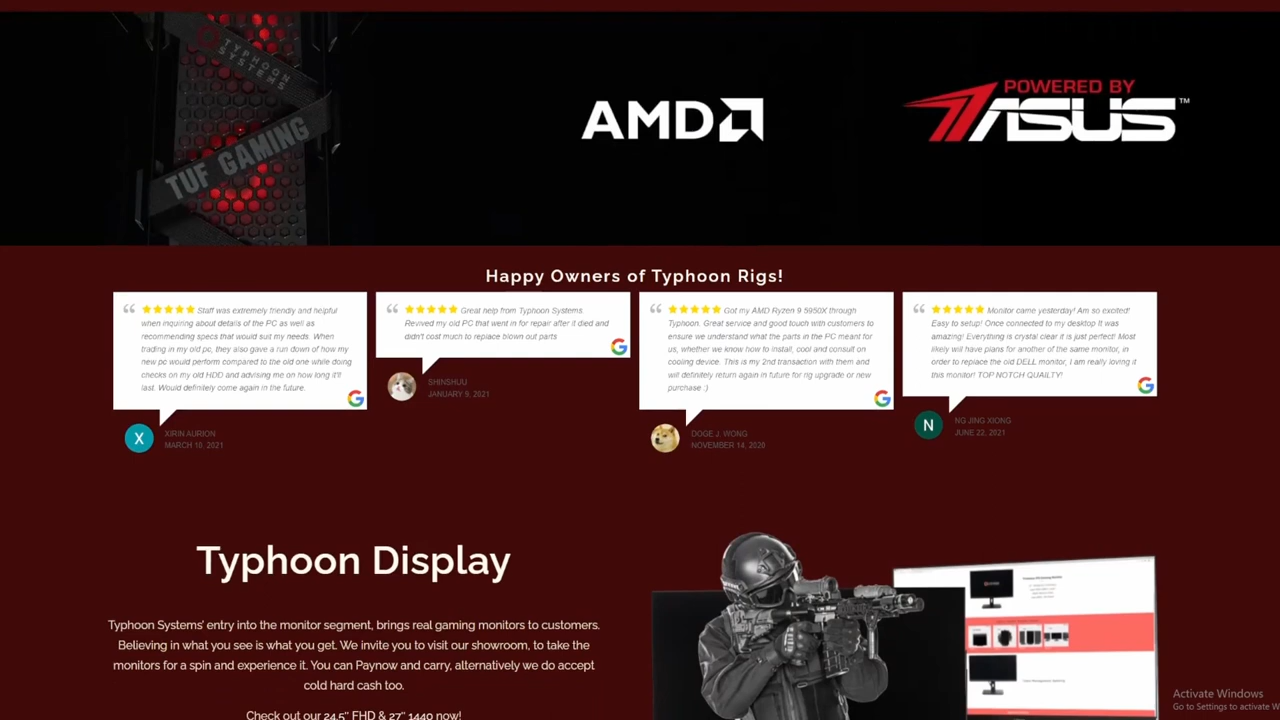 TYPHOON
SYSTEMS
TUF GAMING
AMD
POWERED BY
ASUS™
Happy Owners of Typhoon Rigs!
Staff was extremely friendly and helpful
when inquiring about details of the PC as well as
recommending specs that would suit my needs. When
trading in my old pc, they also give a run down of how my
new pc would perform compared to the old one while doing
checks on my old HDD and advising me on how long it'll
last. Would definitely come again in the future.
XIRIN AURION
MARCH 10, 2021
Great help from Typhoon Systems.
Revived my old PC that went in for repair after it died and
didn't cost much to replace blown out parts
SHINSHUU
JANUARY 9, 2021
Got my AMD Ryzen 9 5950X through
Typhoon. Great service and good touch with customers to
ensure we understand what the parts in the PC meant for
us, whether we know how to install, cool and consult on
cooling device. This is my 2nd transaction with them and
will definitely return again in future for rig upgrade or new
purchase :)
DOGE J. WONG
NOVEMBER 14, 2020
Monitor came yesterday! Am so excited!
Easy to setup! Once connected to my desktop It was
amazing! Everything is crystal clear it is just perfect! Most
likely will have plans for another of the same monitor, in
order to replace the old DELL monitor, I am really loving it
this monitor! TOP NOTCH QUAILTY!
NG JING XIONG
JUNE 22, 2021
X
N
Typhoon Display
Typhoon Systems' entry into the monitor segment, brings real gaming monitors to customers.
Believing in what you see is what you get. We invite you to visit our showroom, to take the
monitors for a spin and experience it. You can Paynow and carry, alternatively we do accept
cold hard cash too.
Check out our 24.5" FHD & 27" 1440 now!
Activate Windows
Go to Settings to activate W